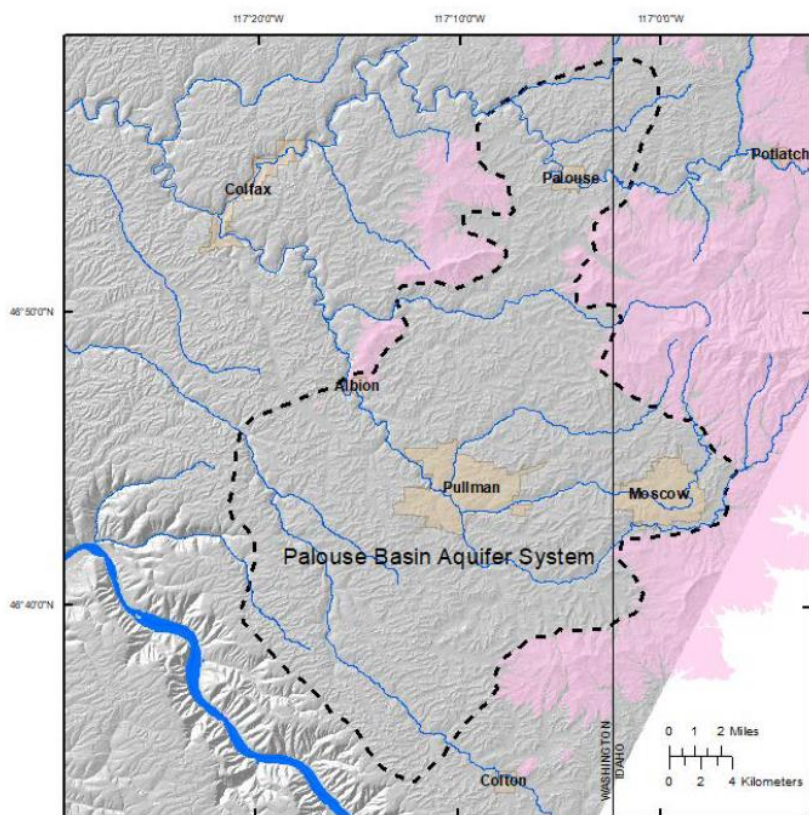 117°20'0"W
117°10'0"W
117°0'0"W
Potlatch
Palouse
Colfax
46°50'0"N
Albion
Pullman
Moscow
Palouse Basin Aquifer System
46°40'0"N
WASHINGTON
IDAHO
0 1 2 Miles
0 2 4 Kilometers
Colton